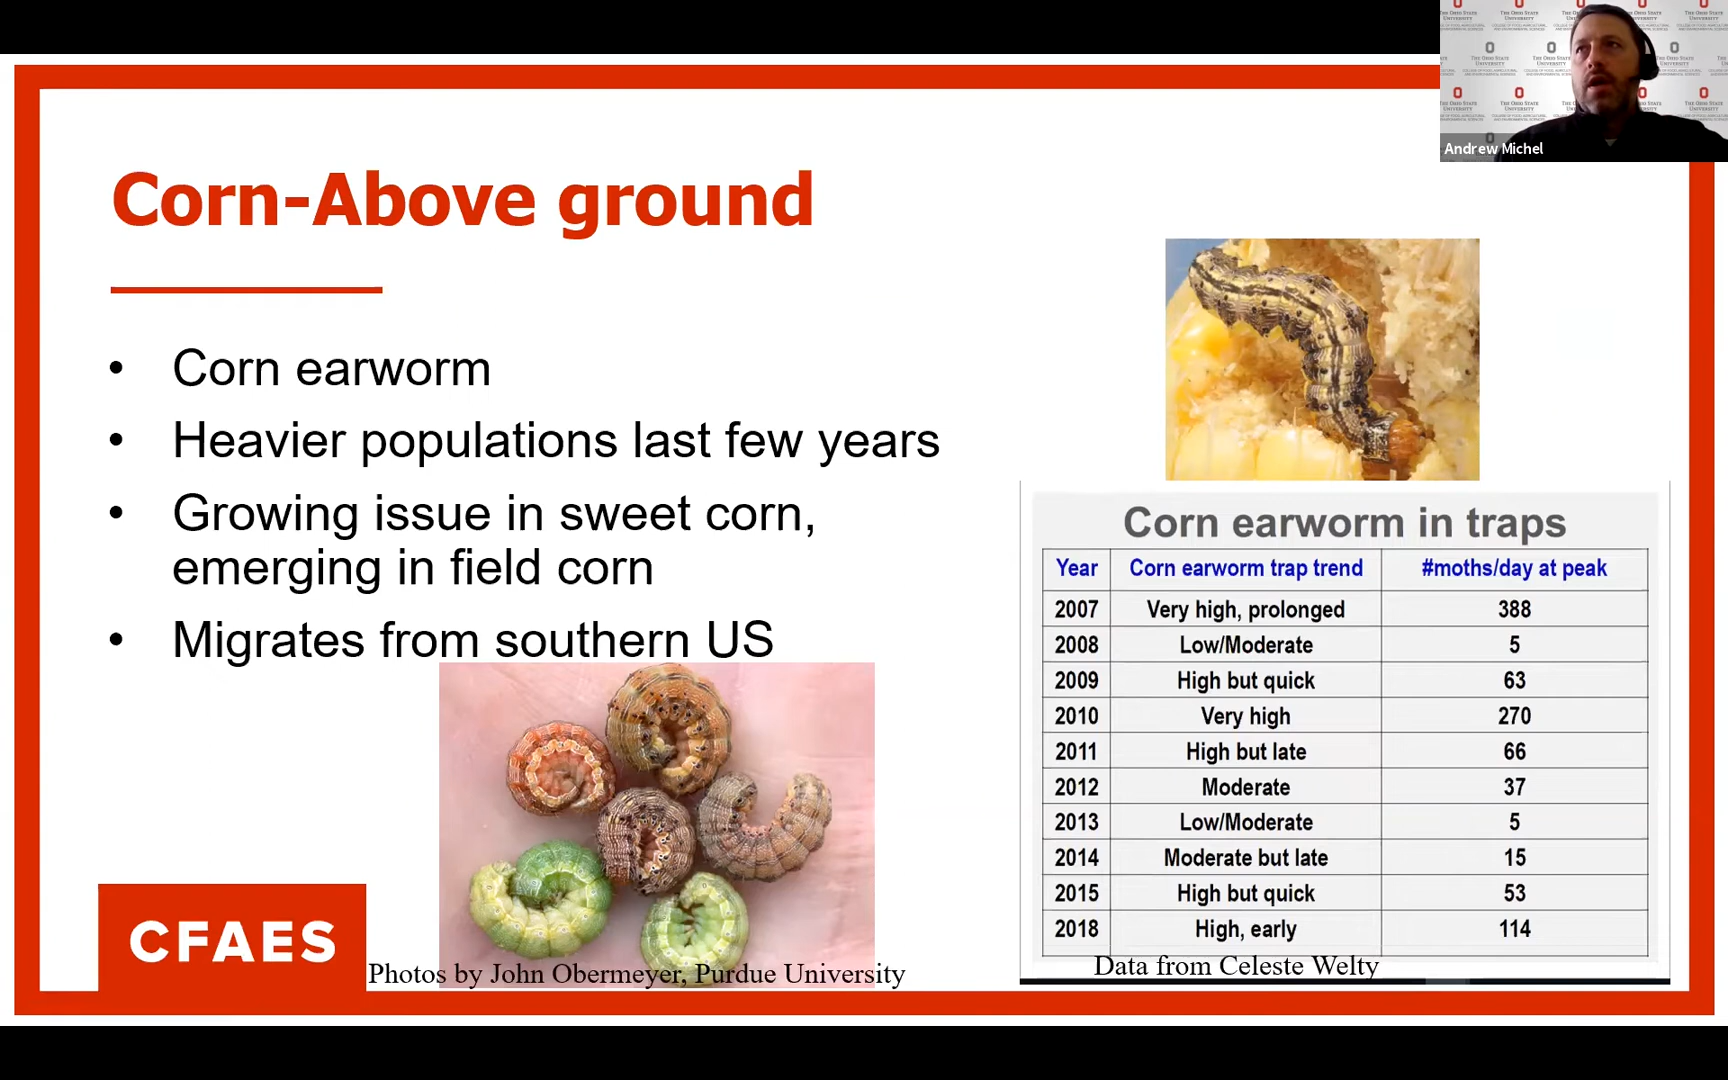 THE OHIO STATE
UNIVERSITY
Andrew Michel
Corn-Above ground
• Corn earworm
• Heavier populations last few years
• Growing issue in sweet corn,
emerging in field corn
• Migrates from southern US
Corn earworm in traps
Year Corn earworm trap trend #moths/day at peak
2007 Very high, prolonged 388
2008 Low/Moderate 5
2009 High but quick 63
2010 Very high 270
2011 High but late 66
2012 Moderate 37
2013 Low/Moderate 5
2014 Moderate but late 15
2015 High but quick 53
2018 High, early 114
Data from Celeste Welty
CFAES
Photos by John Obermeyer, Purdue University